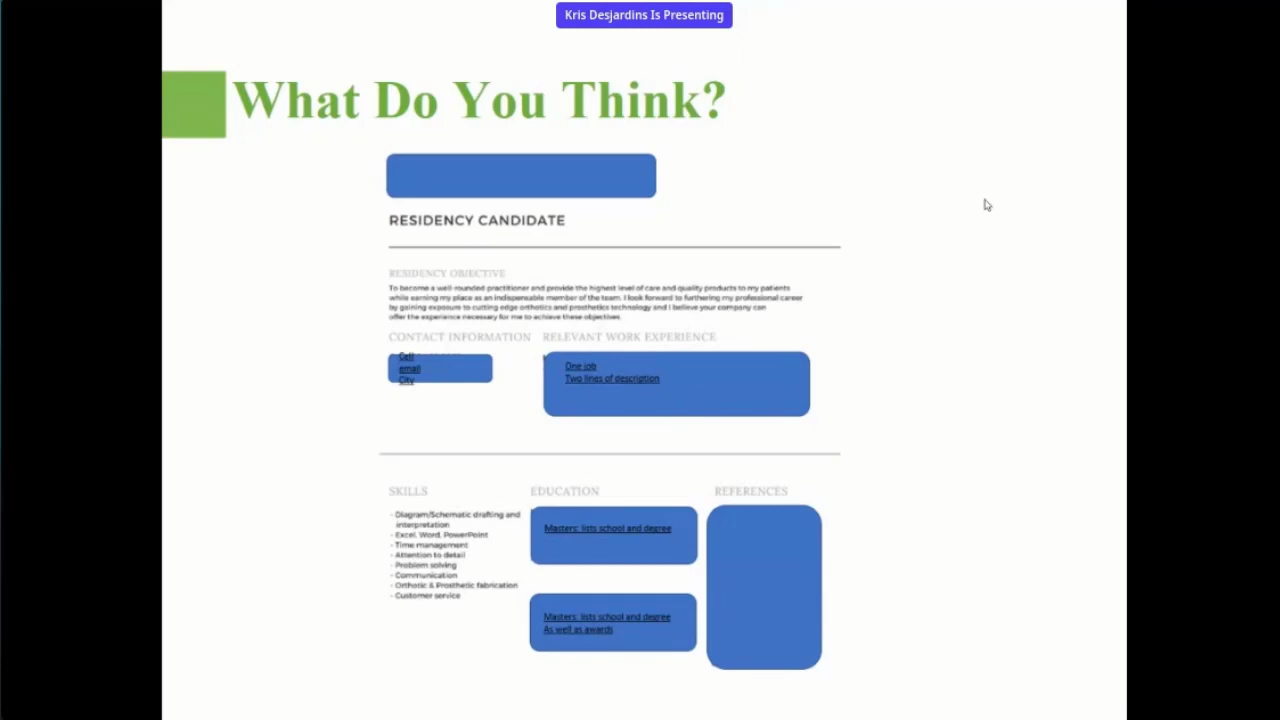 Kris Desjardins Is Presenting
What Do You Think?
RESIDENCY CANDIDATE
RESIDENCY OBJECTIVE
To become a well-rounded practitioner and provide the highest level of care and quality products to my patients
while earning my place as an indispensable member of the team. I look forward to furthering my professional career
by gaining exposure to cutting edge orthotics and prosthetics technology and I believe your company can
offer the experience necessary for me to achieve these objectives.
CONTACT INFORMATION
Cell
email
City
RELEVANT WORK EXPERIENCE
One job
Two lines of description
SKILLS
- Diagram/Schematic drafting and
interpretation
- Excel, Word, PowerPoint
- Time management
- Attention to detail
- Problem solving
- Communication
- Orthotic & Prosthetic fabrication
- Customer service
EDUCATION
Masters: lists school and degree
Masters: lists school and degree
As well as awards
REFERENCES